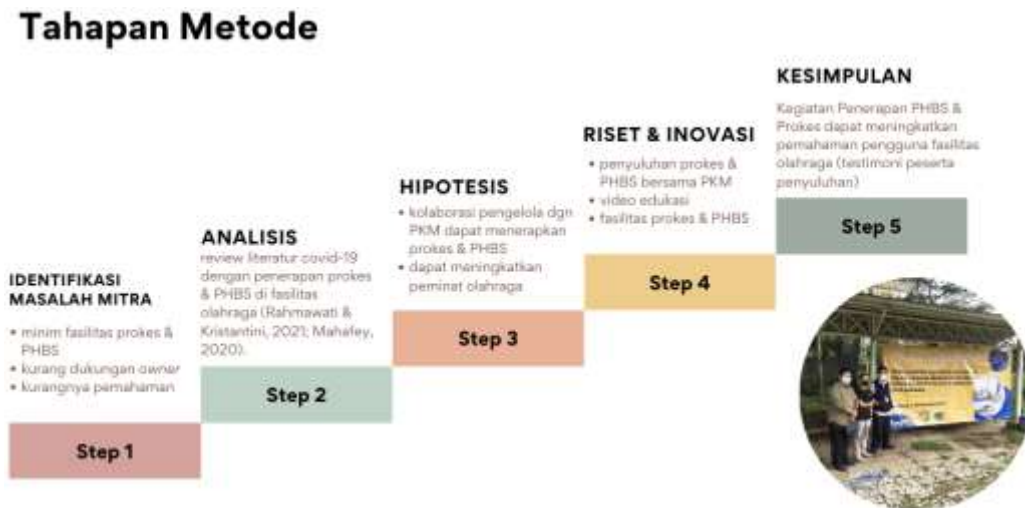 Tahapan Metode
IDENTIFIKASI
MASALAH MITRA
• minim fasilitas prokes &
PHBS
• kurang dukungan owner
• kurangnya pemahaman
Step 1
ANALISIS
review literatur covid-19
dengan penerapan prokes
& PHBS di fasilitas
olahraga (Rahmawati &
Kristantini, 2021; Mahafey,
2020).
Step 2
HIPOTESIS
• kolaborasi pengelola dgn
PKM dapat menerapkan
prokes & PHBS
• dapat meningkatkan
peminat olahraga
Step 3
RISET & INOVASI
• penyuluhan prokes &
PHBS bersama PKM
• video edukasi
• fasilitas prokes & PHBS
Step 4
KESIMPULAN
Kegiatan Penerapan PHBS &
Prokes dapat meningkatkan
pemahaman pengguna fasilitas
olahraga (testimoni peserta
penyuluhan)
Step 5